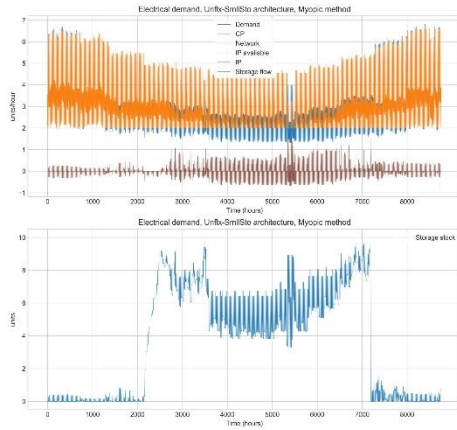 Electrical demand, Unflx-SmllSto architecture, Myopic method
Demand
CP
Network
IP available
IP
Storage flow
7
6
5
4
3
2
1
0
-1
units/hour
0 1000 2000 3000 4000 5000 6000 7000 8000
Time (hours)
Electrical demand, Unflx-SmllSto architecture, Myopic method
Storage stock
10
8
6
4
2
0
units
0 1000 2000 3000 4000 5000 6000 7000 8000
Time (hours)